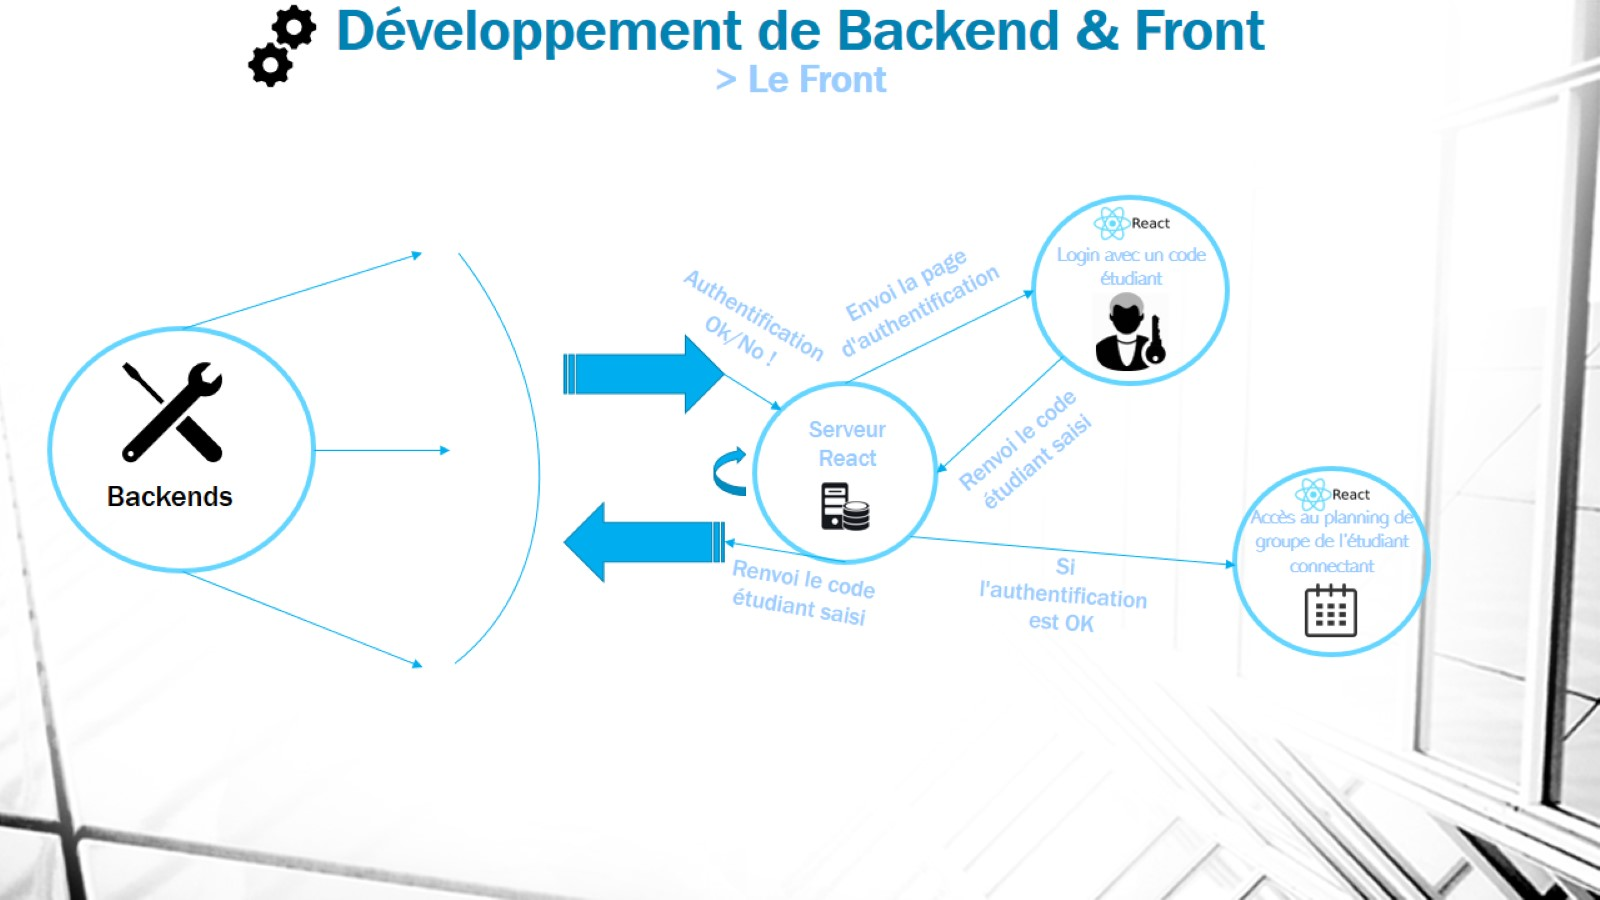 Développement de Backend & Front
> Le Front
Backends
Authentification
Ok/No !
Envoi la page
d'authentification
React
Login avec un code
étudiant
Serveur
React
Renvoi le code
étudiant saisi
Renvoi le code
étudiant saisi
Si
l'authentification
est OK
React
Accès au planning de
groupe de l'étudiant
connectant